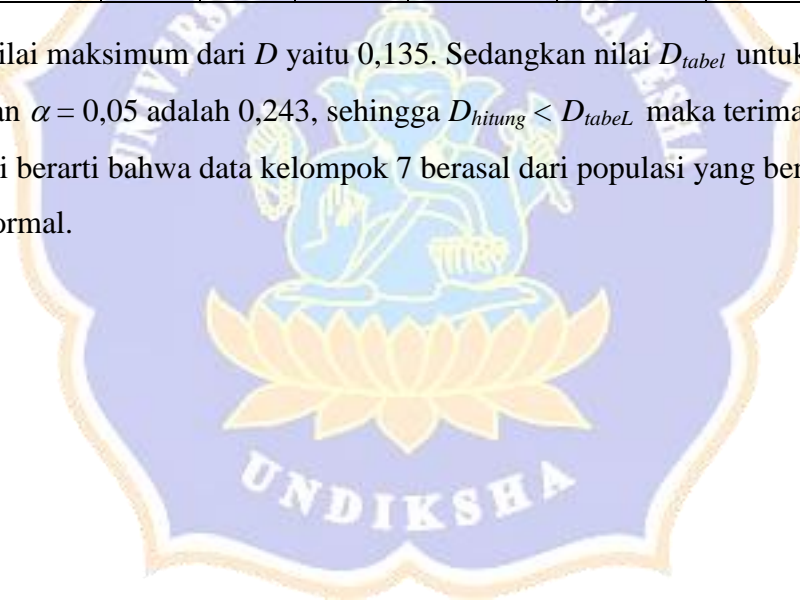 ilai maksimum dari D yaitu 0,135. Sedangkan nilai Dtabel untuk
an α = 0,05 adalah 0,243, sehingga Dhitung < DtabeL maka terima
i berarti bahwa data kelompok 7 berasal dari populasi yang ber
ormal.
UNDIKSHA